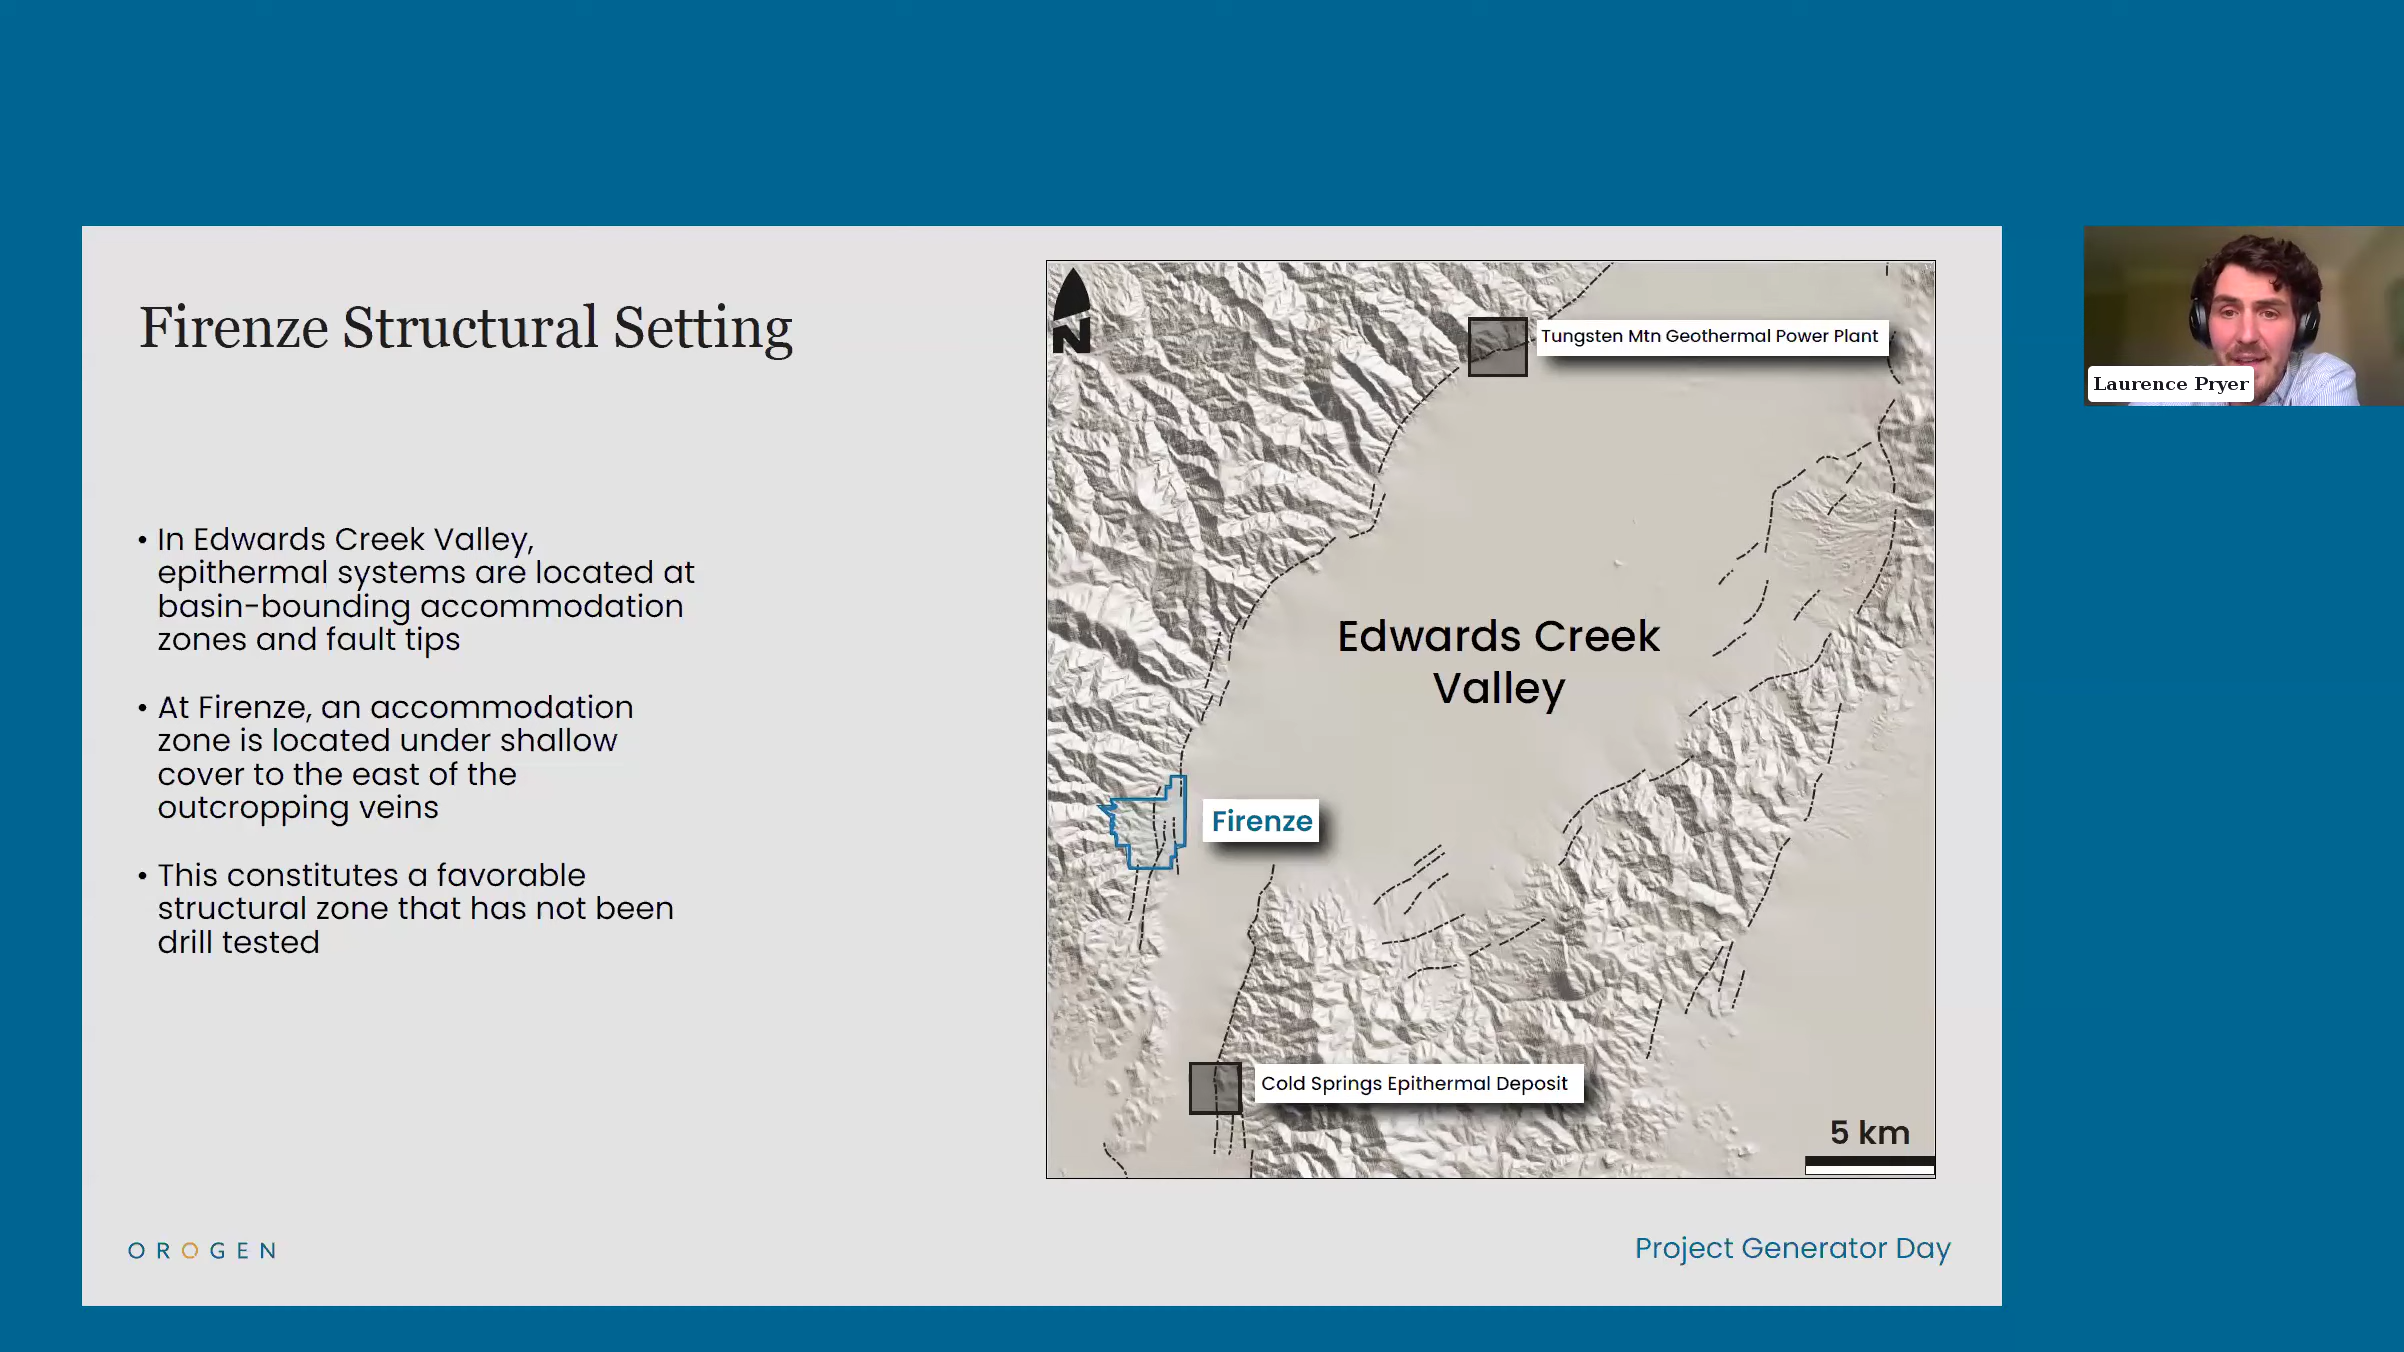 Firenze Structural Setting
• In Edwards Creek Valley,
epithermal systems are located at
basin-bounding accommodation
zones and fault tips
• At Firenze, an accommodation
zone is located under shallow
cover to the east of the
outcropping veins
• This constitutes a favorable
structural zone that has not been
drill tested
N
Tungsten Mtn Geothermal Power Plant
Edwards Creek
Valley
Firenze
Cold Springs Epithermal Deposit
5 km
OROGEN
Project Generator Day
Laurence Pryer